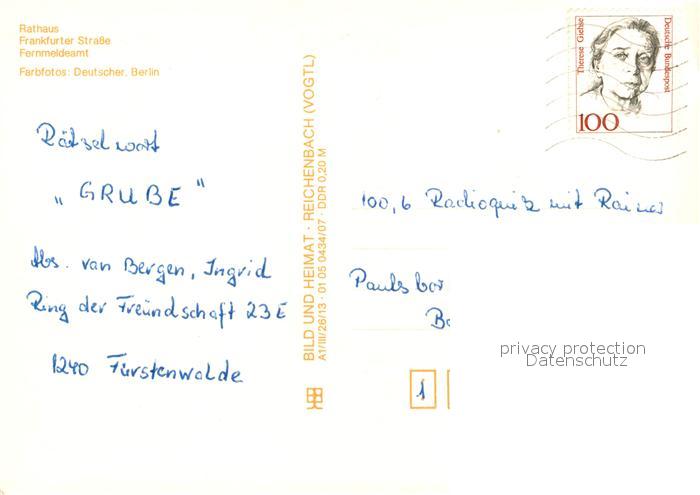 Rathaus
Frankfurter Straße
Fernmeldeamt
Farbfotos: Deutscher, Berlin
Rätselwort
„GRUBE"
Abs. van Bergen, Ingrid
Ring der Freundschaft 23E
1240 Fürstenwalde
BILD UND HEIMAT · REICHENBACH (VOGTL)
A1/III/26/13 · 01 05 0434/07 · DDR 0,20 M
Therese Giehse
Deutsche Bundespost
100
100,6 Radioquiz mit Rainer
Paulsbor
1
privacy protection
Datenschutz